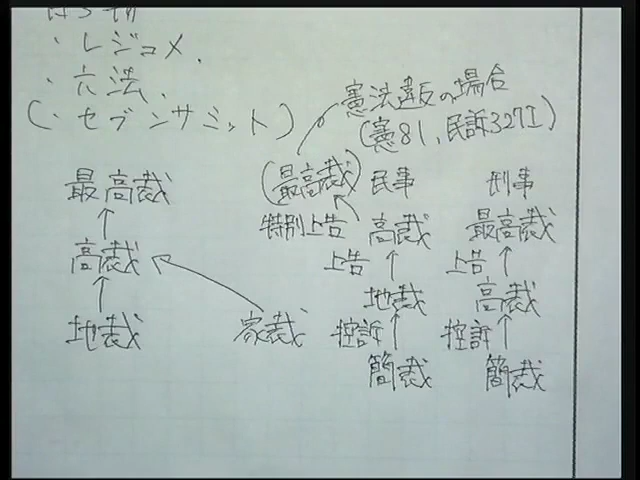 ・レジュメ、
・六法、
(・セブンサミット)
憲法違反の場合
(憲81、民訴327Ⅰ)
最高裁
↑
高裁
↑
地裁
家裁
(最高裁)
特別上告
民事
高裁
上告 ↑
地裁
控訴 ↑
簡裁
刑事
最高裁
上告 ↑
高裁
控訴 ↑
簡裁